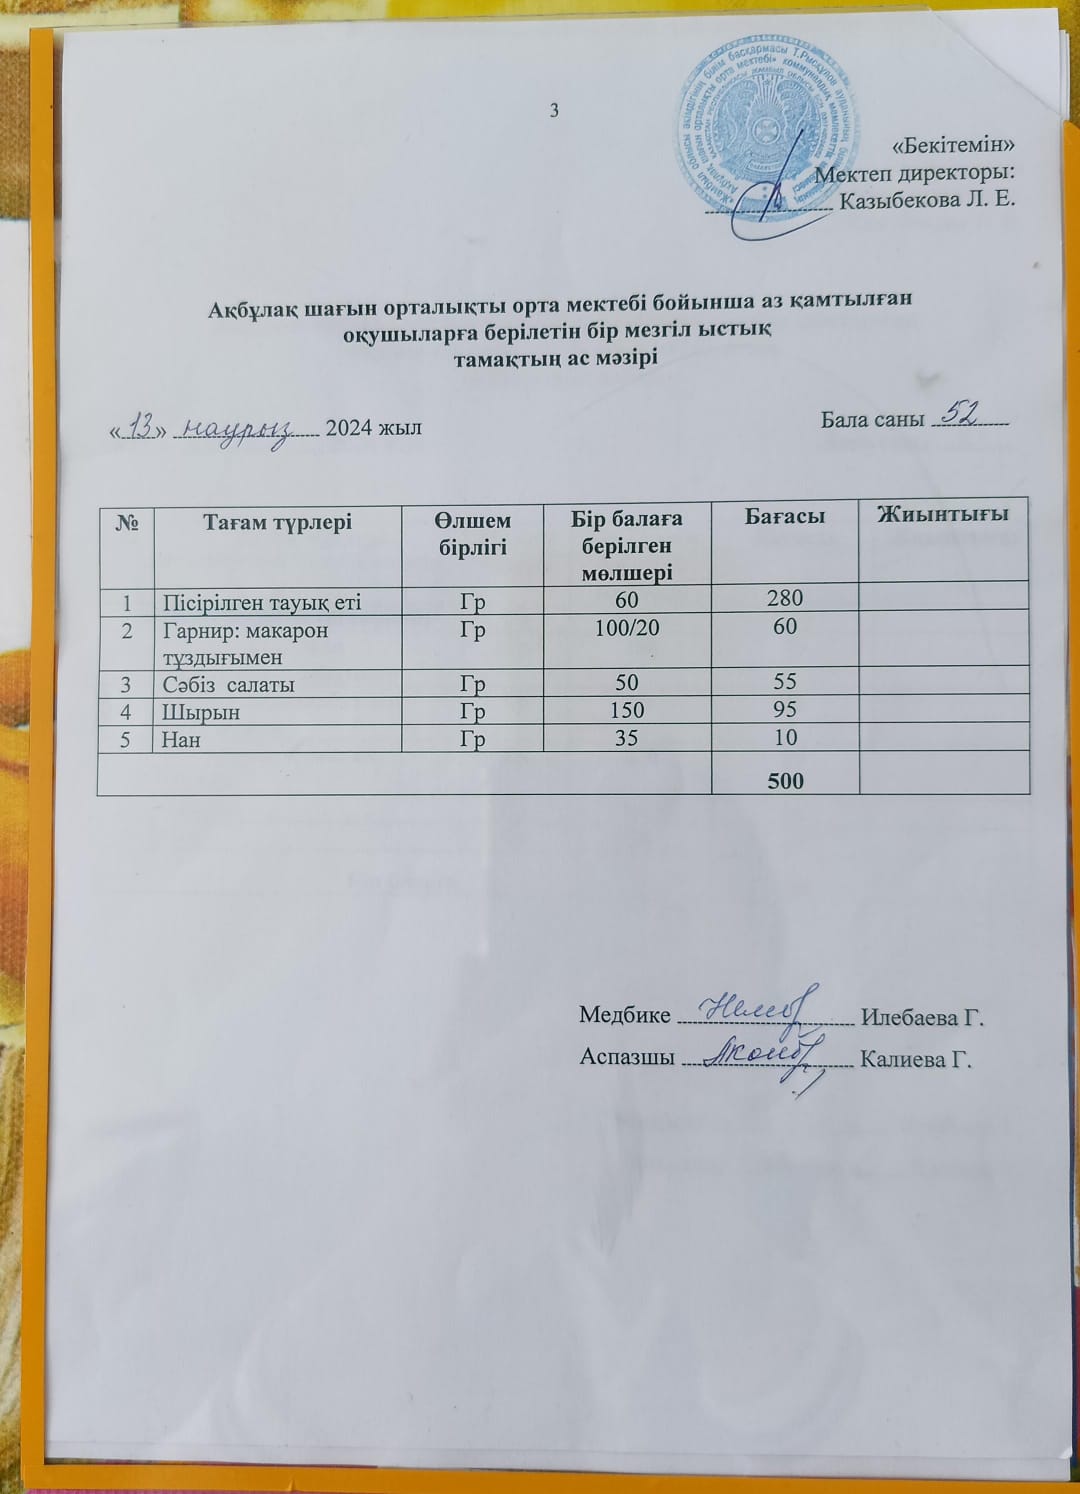 3
«Бекітемін»
Мектеп директоры:
Казыбекова Л. Е.
Ақбұлақ шағын орталықты орта мектебі бойынша аз қамтылған
оқушыларға берілетін бір мезгіл ыстық
тамақтың ас мәзірі
«13» наурыз 2024 жыл Бала саны 52
№ Тағам түрлері Өлшем бірлігі Бір балаға берілген мөлшері Бағасы Жиынтығы
1 Пісірілген тауық еті Гр 60 280
2 Гарнир: макарон тұздығымен Гр 100/20 60
3 Сәбіз салаты Гр 50 55
4 Шырын Гр 150 95
5 Нан Гр 35 10
500
Медбике Илебаева Г.
Аспазшы Калиева Г.